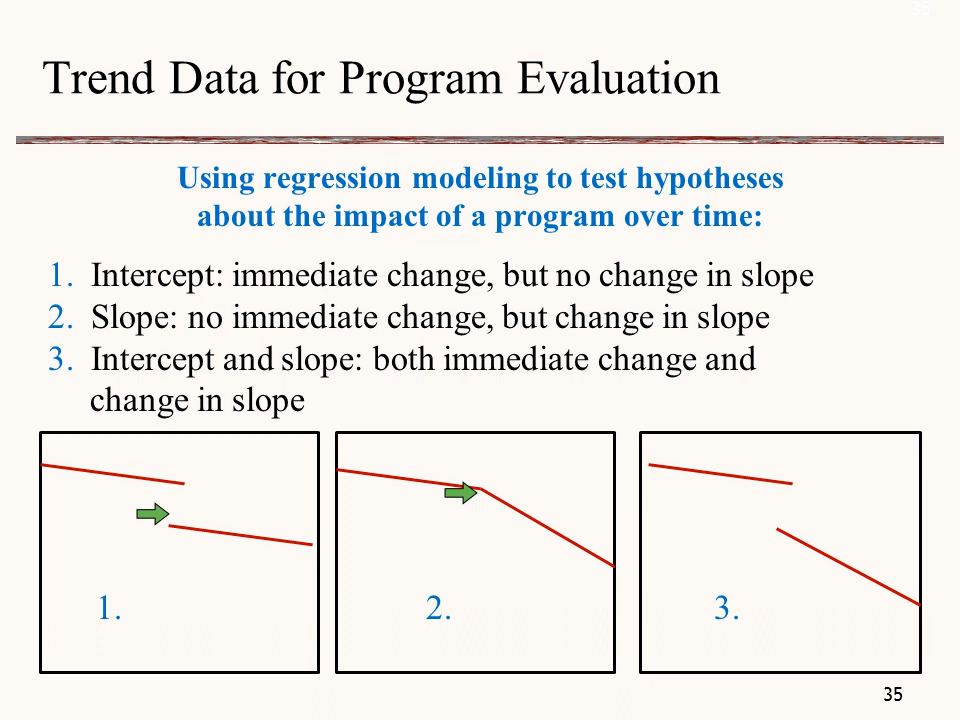 35
Trend Data for Program Evaluation
Using regression modeling to test hypotheses
about the impact of a program over time:
1. Intercept: immediate change, but no change in slope
2. Slope: no immediate change, but change in slope
3. Intercept and slope: both immediate change and
change in slope
1.
2.
3.
35